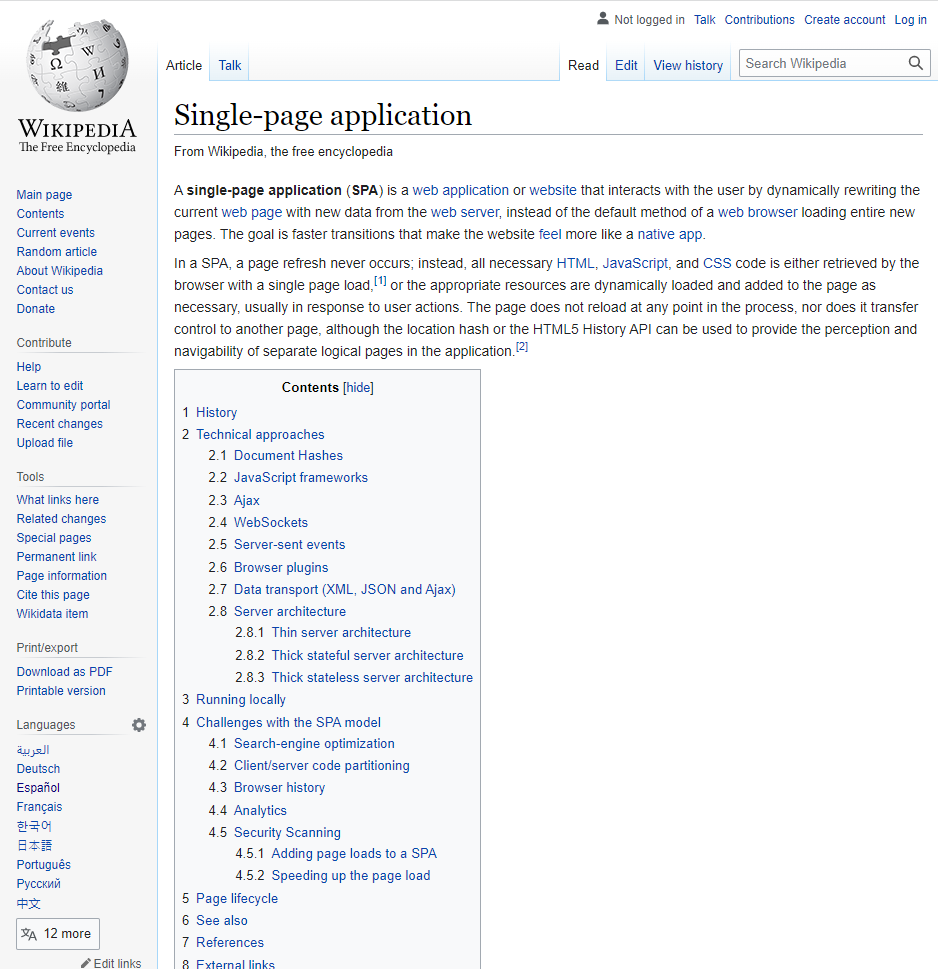 Not logged in Talk Contributions Create account Log in
Article Talk Read Edit View history Search Wikipedia
WIKIPEDIA
The Free Encyclopedia
Main page
Contents
Current events
Random article
About Wikipedia
Contact us
Donate
Contribute
Help
Learn to edit
Community portal
Recent changes
Upload file
Tools
What links here
Related changes
Special pages
Permanent link
Page information
Cite this page
Wikidata item
Print/export
Download as PDF
Printable version
Languages
العربية
Deutsch
Español
Français
한국어
日本語
Português
Русский
中文
12 more
Edit links
Single-page application
From Wikipedia, the free encyclopedia
A single-page application (SPA) is a web application or website that interacts with the user by dynamically rewriting the
current web page with new data from the web server, instead of the default method of a web browser loading entire new
pages. The goal is faster transitions that make the website feel more like a native app.
In a SPA, a page refresh never occurs; instead, all necessary HTML, JavaScript, and CSS code is either retrieved by the
browser with a single page load,[1] or the appropriate resources are dynamically loaded and added to the page as
necessary, usually in response to user actions. The page does not reload at any point in the process, nor does it transfer
control to another page, although the location hash or the HTML5 History API can be used to provide the perception and
navigability of separate logical pages in the application.[2]
Contents [hide]
1 History
2 Technical approaches
2.1 Document Hashes
2.2 JavaScript frameworks
2.3 Ajax
2.4 WebSockets
2.5 Server-sent events
2.6 Browser plugins
2.7 Data transport (XML, JSON and Ajax)
2.8 Server architecture
2.8.1 Thin server architecture
2.8.2 Thick stateful server architecture
2.8.3 Thick stateless server architecture
3 Running locally
4 Challenges with the SPA model
4.1 Search-engine optimization
4.2 Client/server code partitioning
4.3 Browser history
4.4 Analytics
4.5 Security Scanning
4.5.1 Adding page loads to a SPA
4.5.2 Speeding up the page load
5 Page lifecycle
6 See also
7 References
8 External links